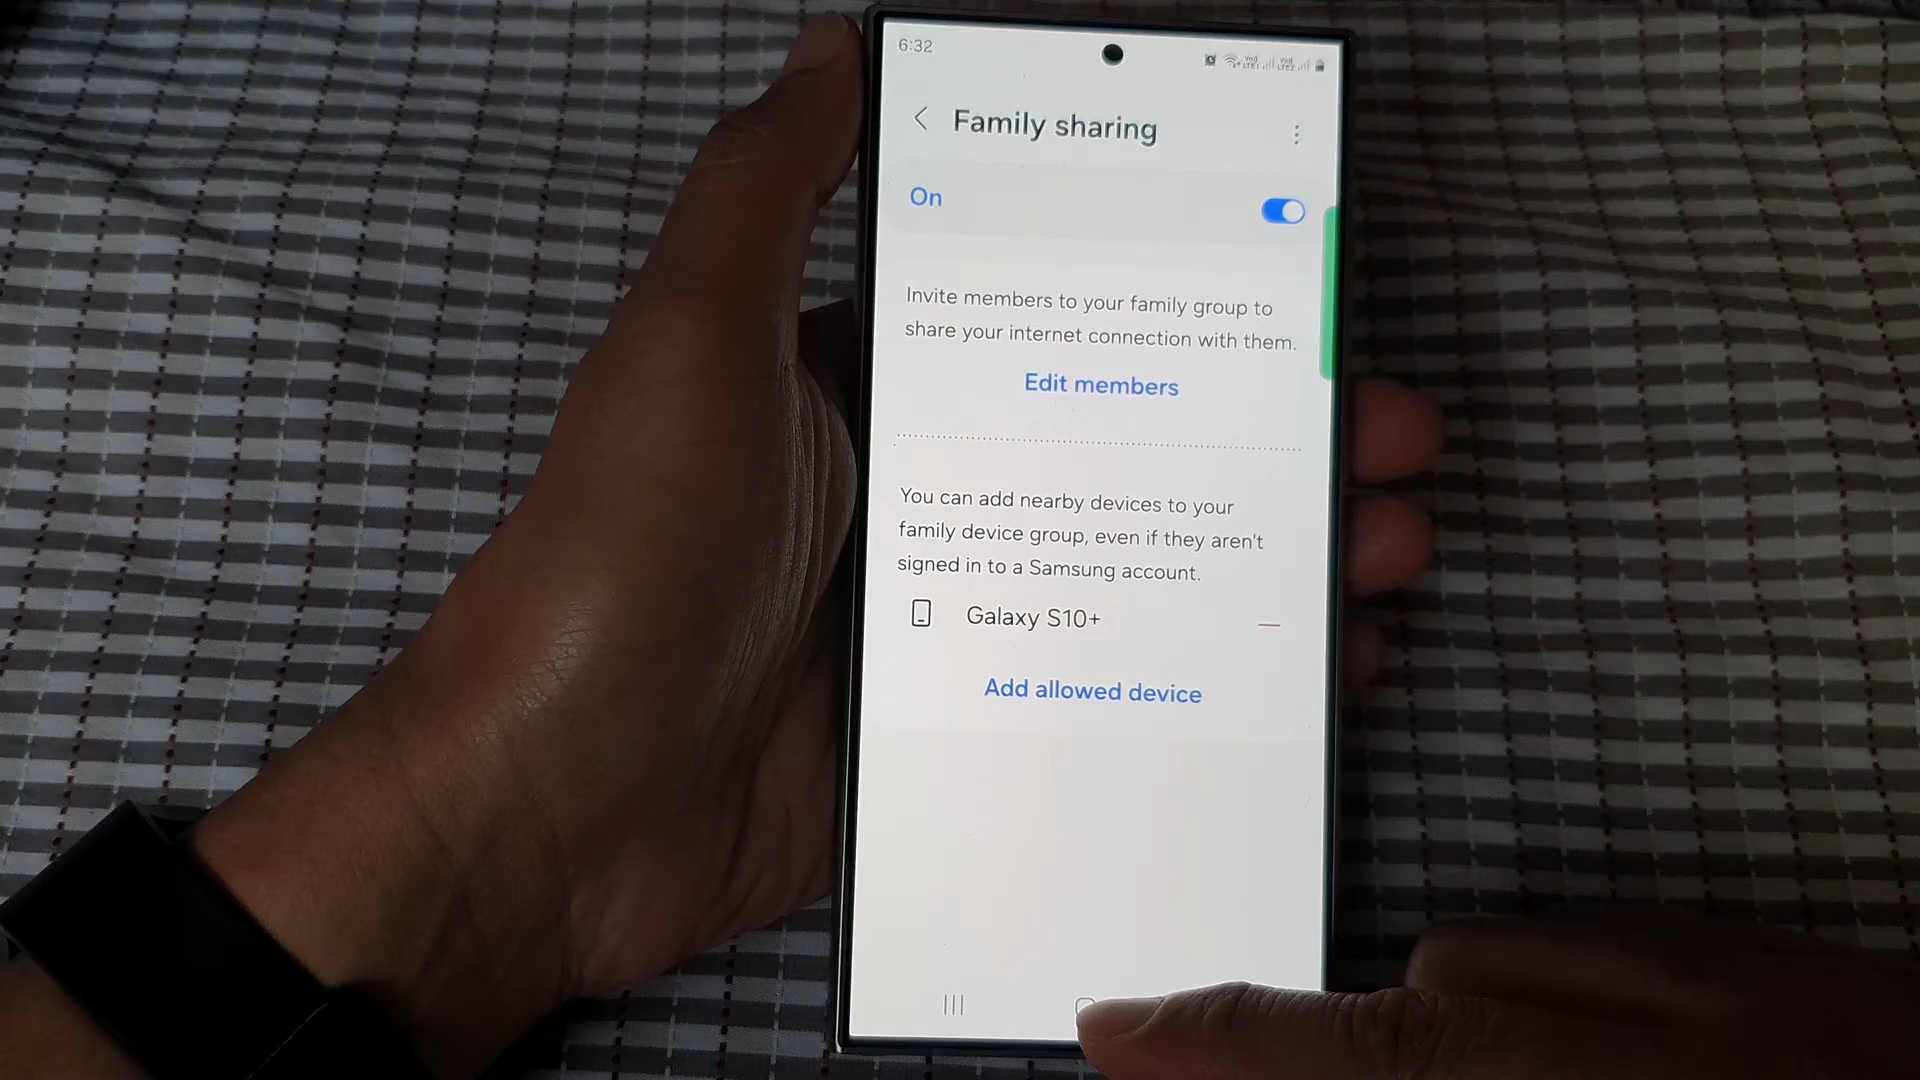 6:32
Family sharing
On
Invite members to your family group to
share your internet connection with them.
Edit members
You can add nearby devices to your
family device group, even if they aren't
signed in to a Samsung account.
Galaxy S10+
Add allowed device